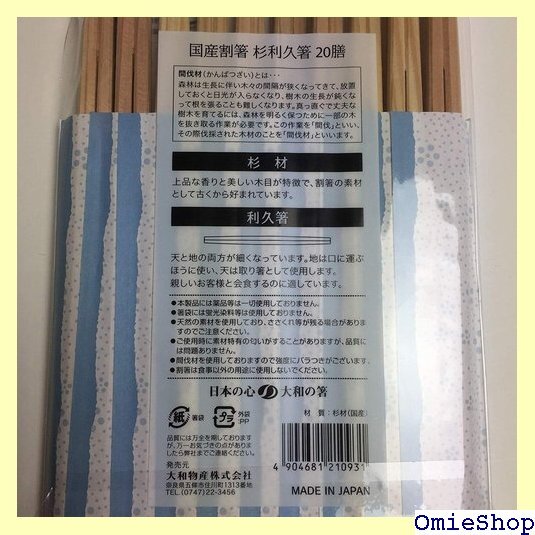 国産割箸 杉利久箸 20膳
間伐材(かんばつざい)とは・・・
森林は生長に伴い木々の間隔が狭くなってきて、放置
しておくと日光が入らなくなり、樹木の生長が鈍くな
って根を張ることも難しくなります。真っ直ぐで丈夫な
樹木を育てるには、森林を明るく保つために一部の木
を抜き取る作業が必要です。この作業を「間伐」といい、
その際伐採された木材のことを「間伐材」といいます。
杉 材
上品な香りと美しい木目が特徴で、割箸の素材
として古くから好まれています。
利久箸
天と地の両方が細くなっています。地は口に運ぶ
ほうに使い、天は取り箸として使用します。
親しいお客様と会食するのに適しています。
●本製品には薬品等は一切使用しておりません。
●箸袋には蛍光染料等は使用しておりません。
●天然の素材を使用しており、ささくれ等が残る場合があります
のでご注意ください。
●ご使用時に素材特有の匂いがすることがありますが、品質に
は問題ありません。
●間伐材を使用しておりますので強度にバラつきがございます。
●割箸は食事以外の用途に使用しないでください。
日本の心 大和の箸
紙 箸袋 プラ 外袋 :PP
材 質:杉材(国産)
品質には万全を期しておりますが、
万一お気づきの点がありま
したら弊社までご連絡ください。
発売元
大和物産株式会社
奈良県五條市住川町1313番地
TEL.(0747)22-3456
4 904681 210931
MADE IN JAPAN
OmieShop